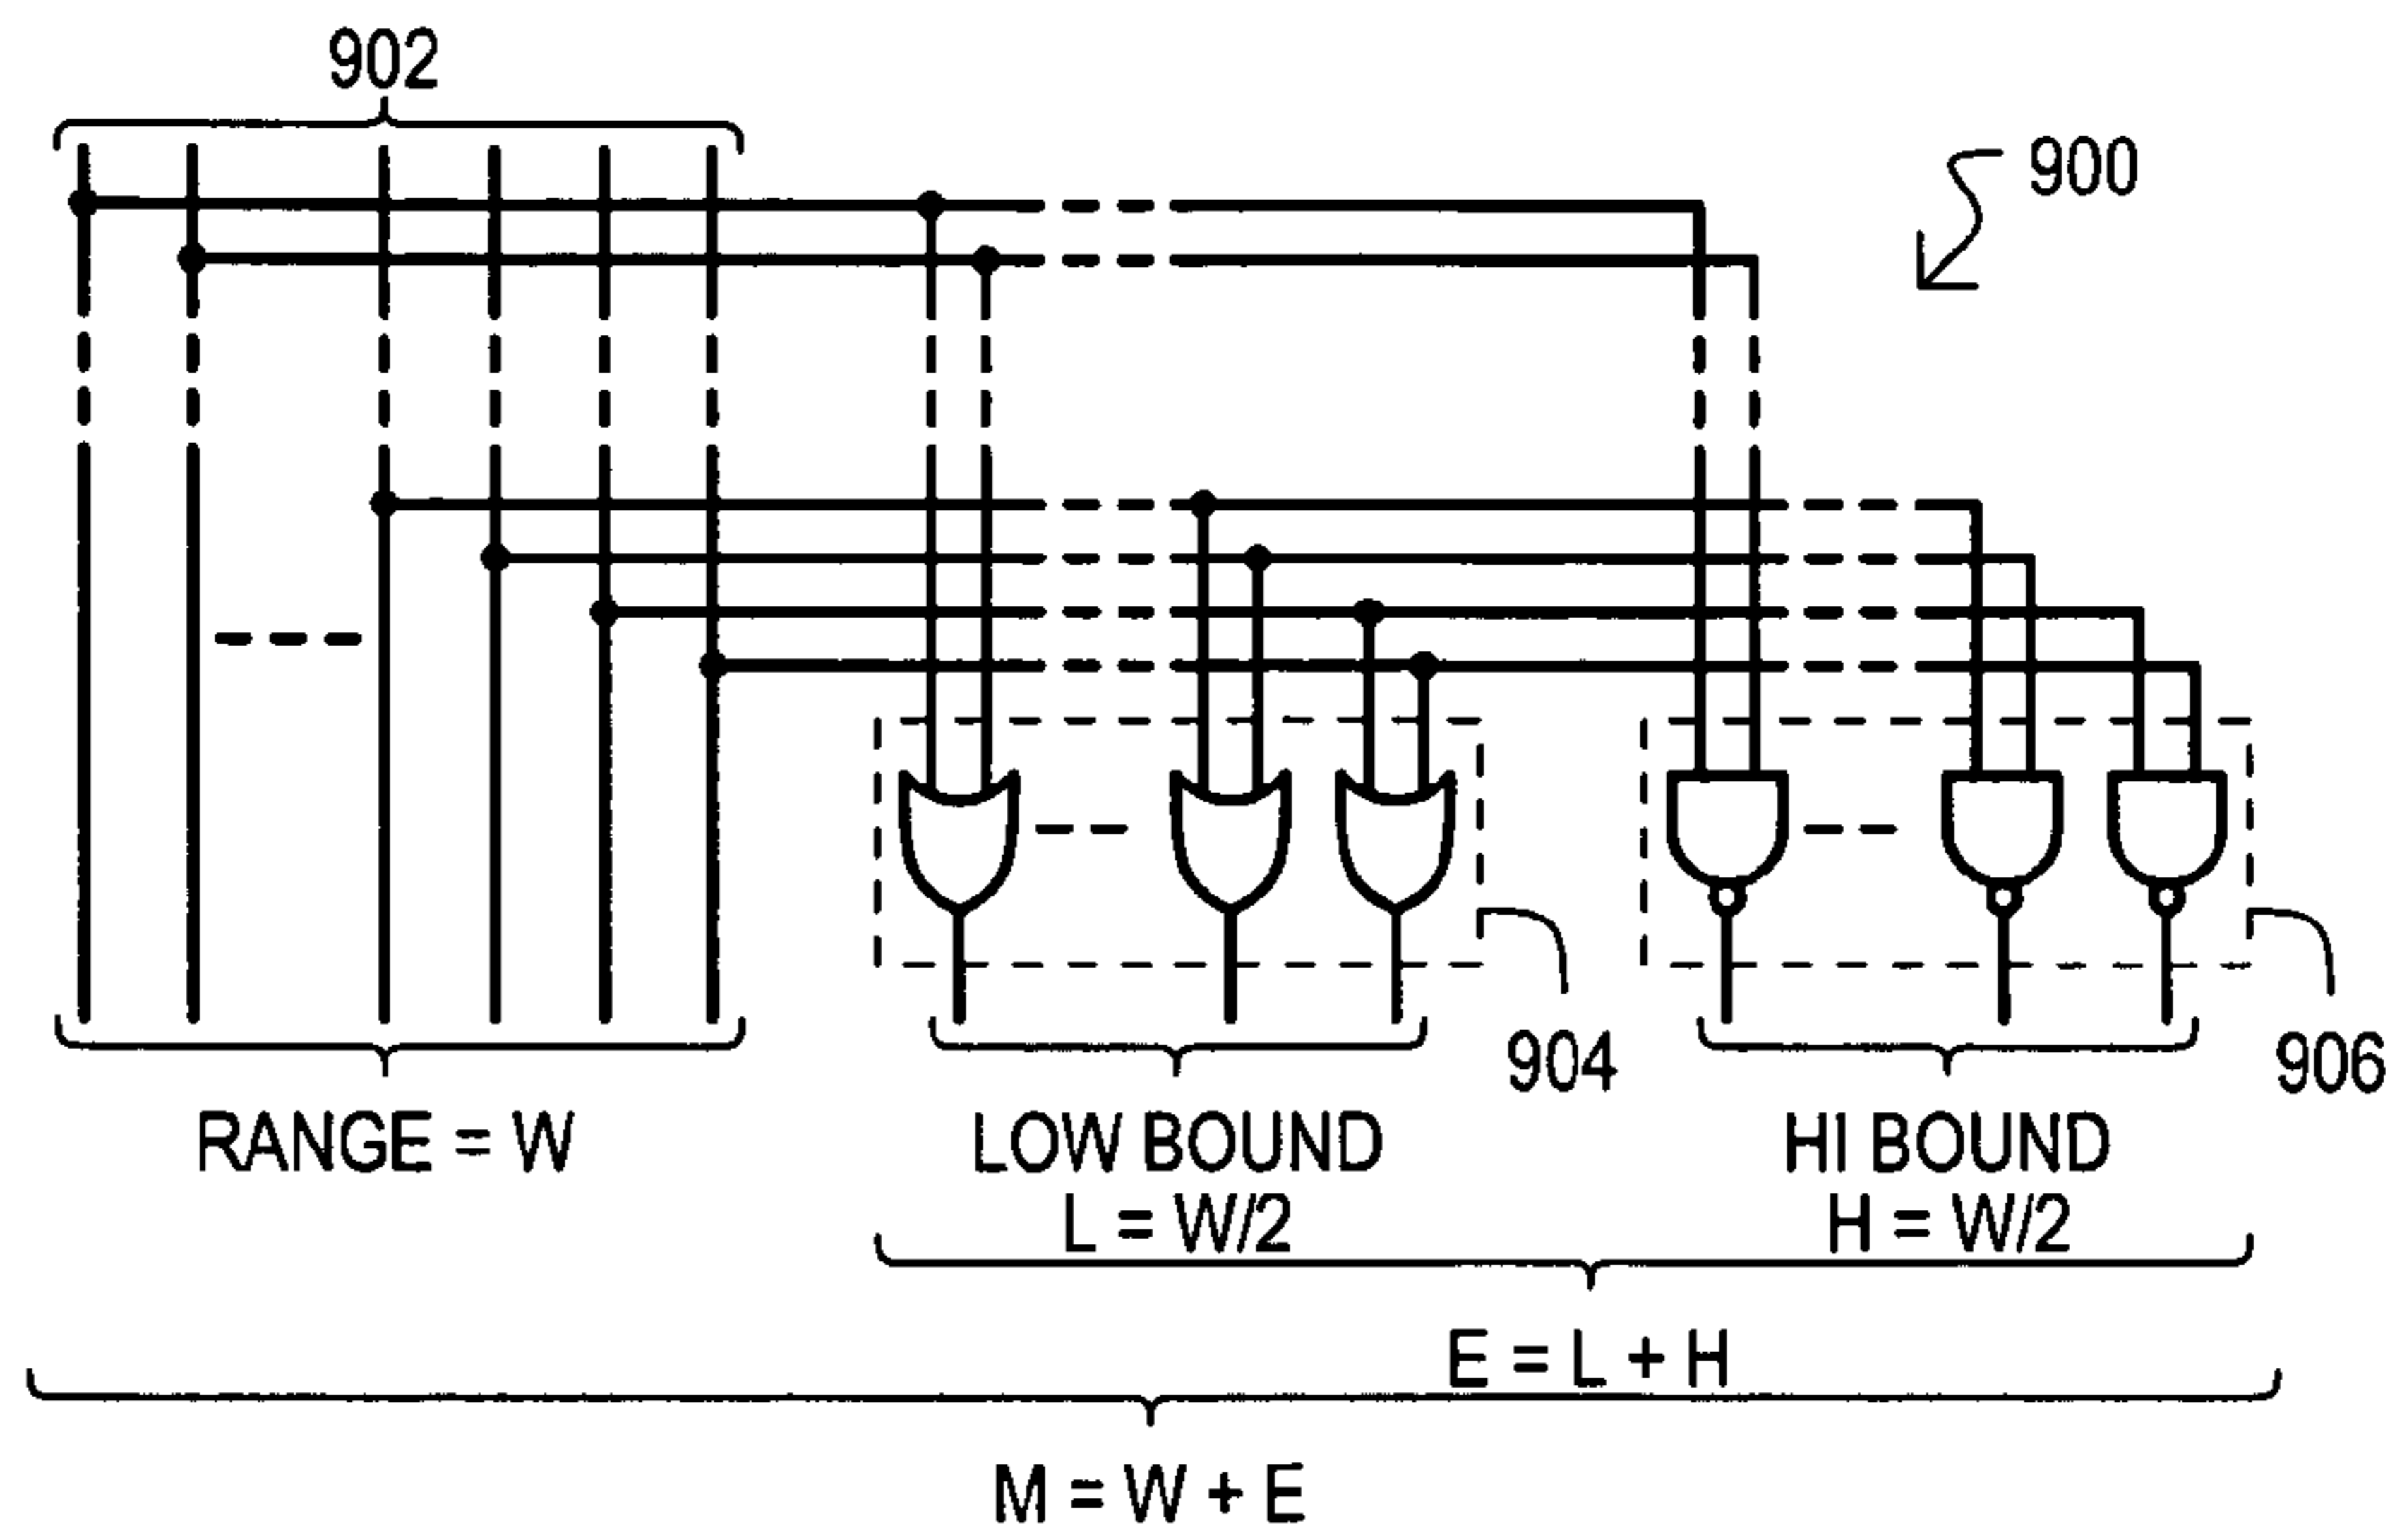 902
900
904
906
RANGE = W
LOW BOUND
L = W/2
HI BOUND
H = W/2
E = L + H
M = W + E